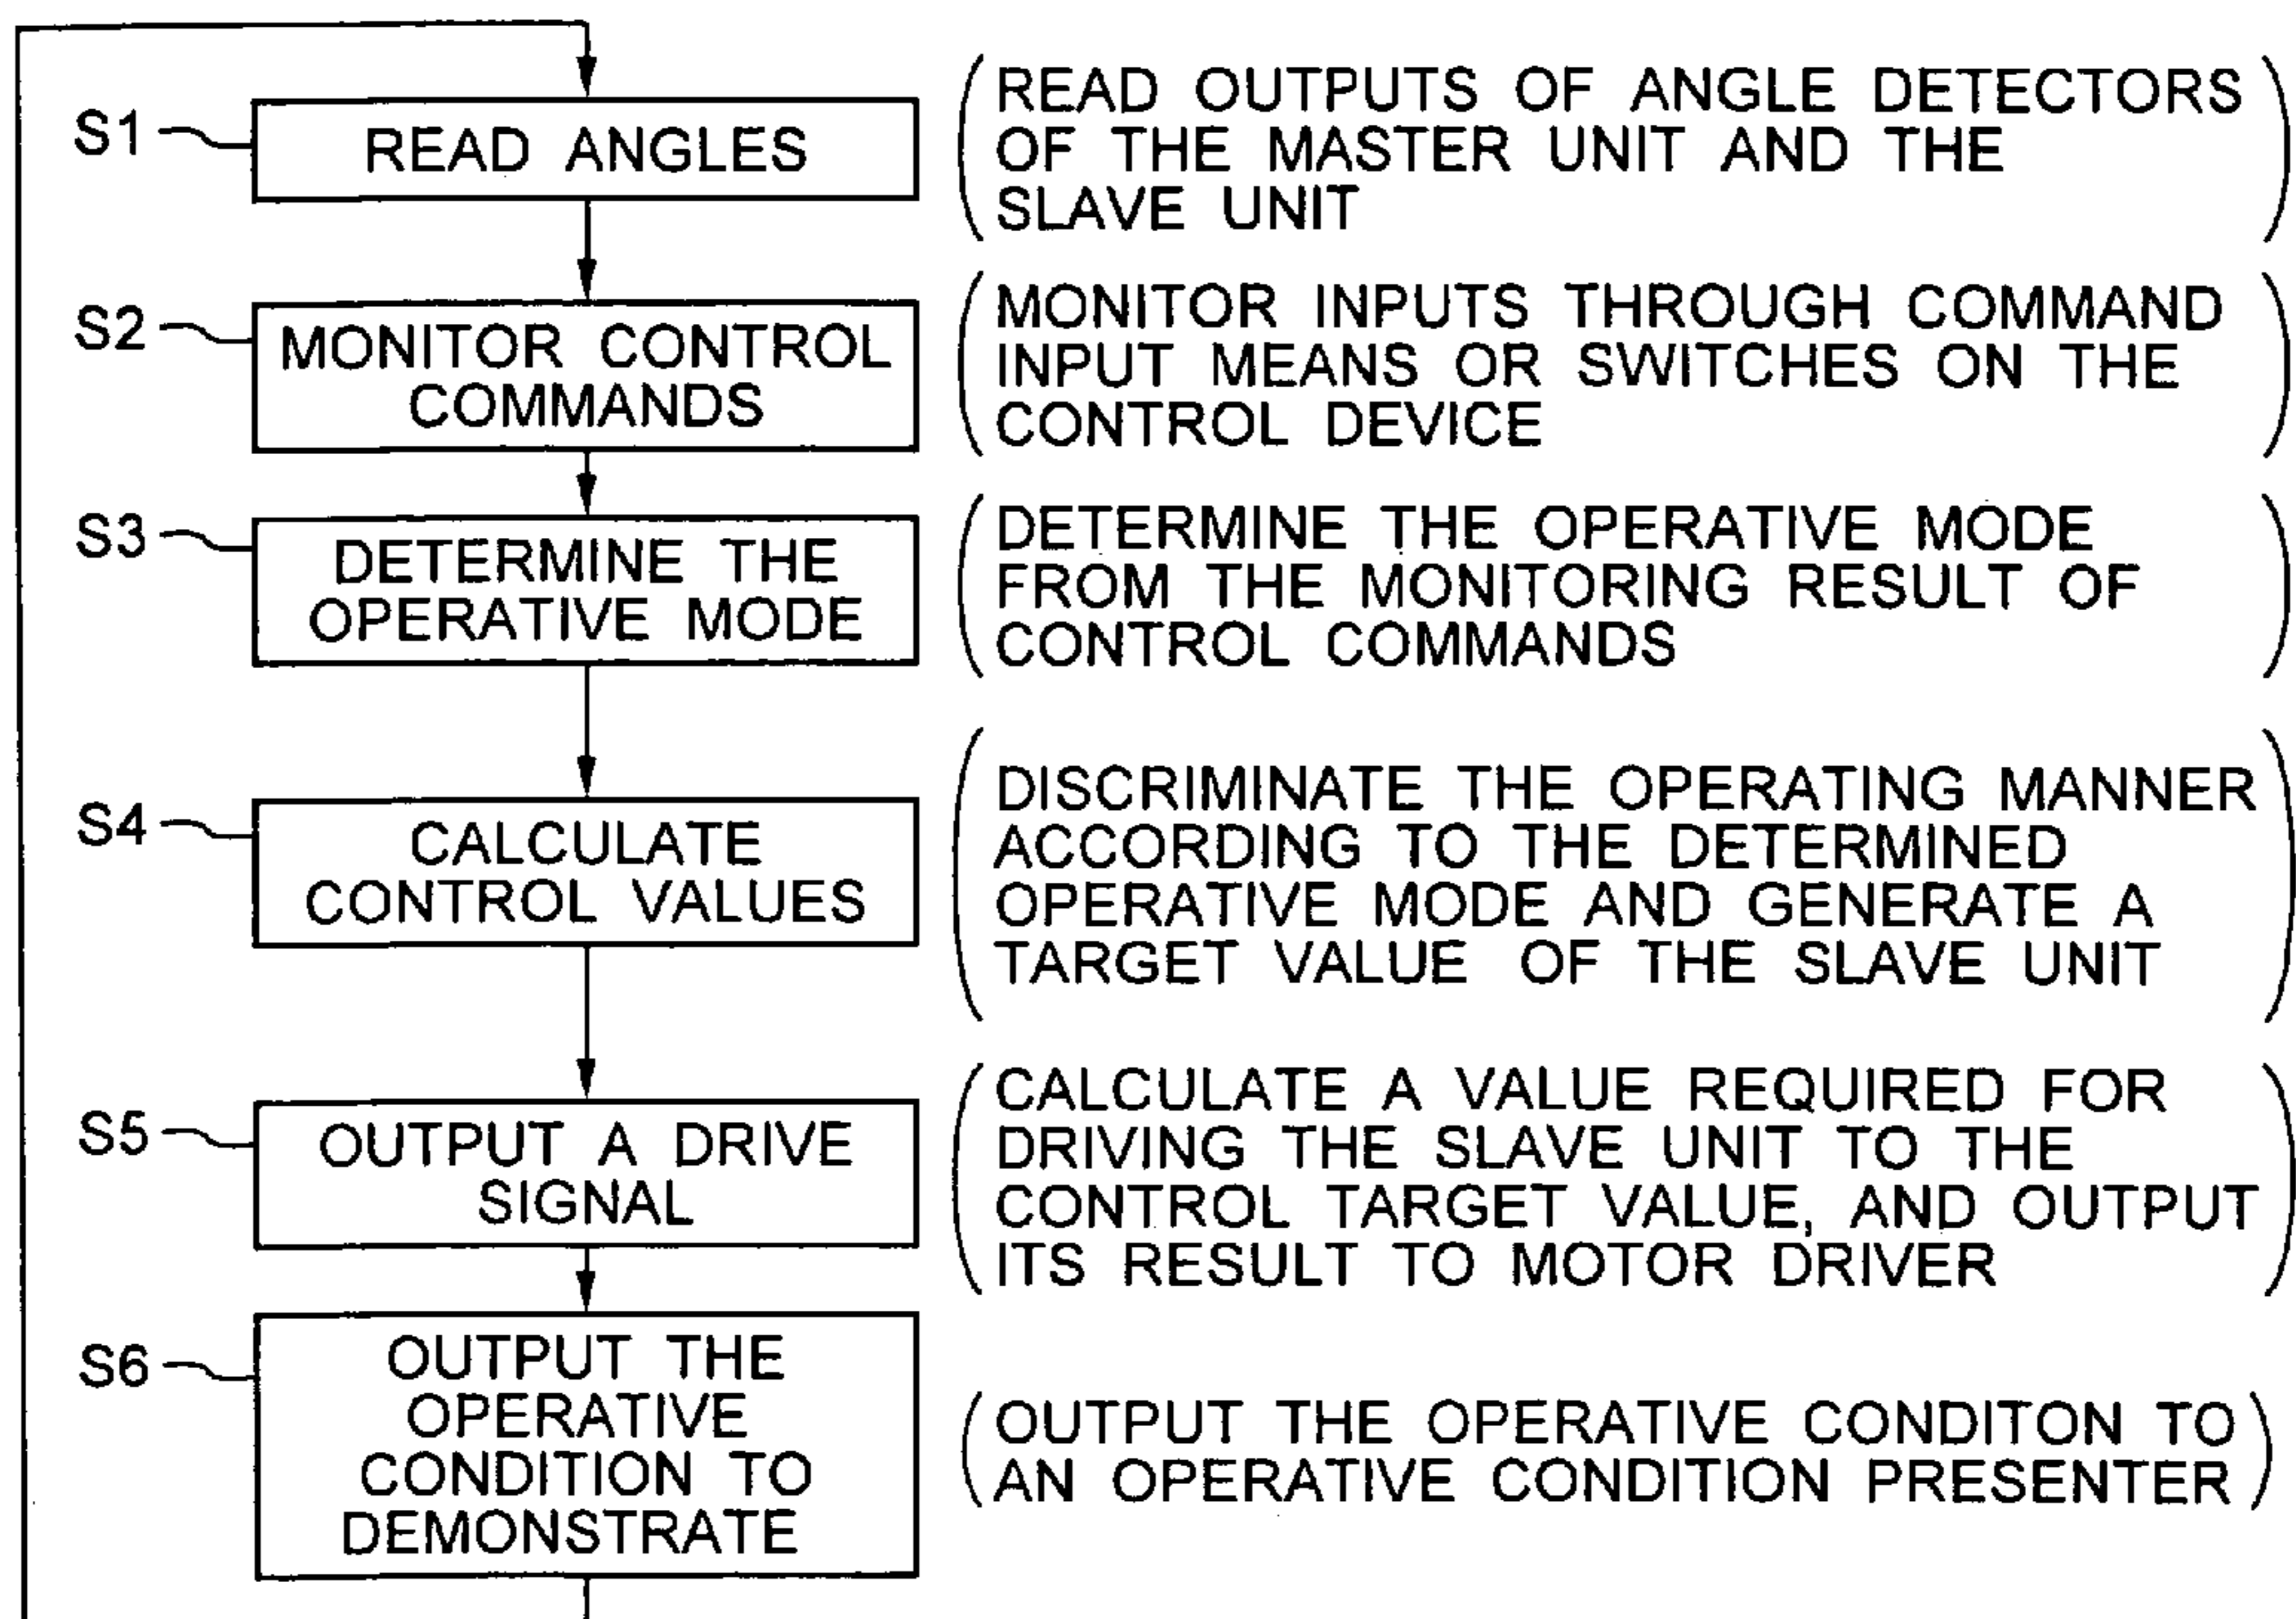 S1
READ ANGLES
READ OUTPUTS OF ANGLE DETECTORS
OF THE MASTER UNIT AND THE
SLAVE UNIT
S2
MONITOR CONTROL
COMMANDS
MONITOR INPUTS THROUGH COMMAND
INPUT MEANS OR SWITCHES ON THE
CONTROL DEVICE
S3
DETERMINE THE
OPERATIVE MODE
DETERMINE THE OPERATIVE MODE
FROM THE MONITORING RESULT OF
CONTROL COMMANDS
S4
CALCULATE
CONTROL VALUES
DISCRIMINATE THE OPERATING MANNER
ACCORDING TO THE DETERMINED
OPERATIVE MODE AND GENERATE A
TARGET VALUE OF THE SLAVE UNIT
S5
OUTPUT A DRIVE
SIGNAL
CALCULATE A VALUE REQUIRED FOR
DRIVING THE SLAVE UNIT TO THE
CONTROL TARGET VALUE, AND OUTPUT
ITS RESULT TO MOTOR DRIVER
S6
OUTPUT THE
OPERATIVE
CONDITION TO
DEMONSTRATE
OUTPUT THE OPERATIVE CONDITON TO
AN OPERATIVE CONDITION PRESENTER